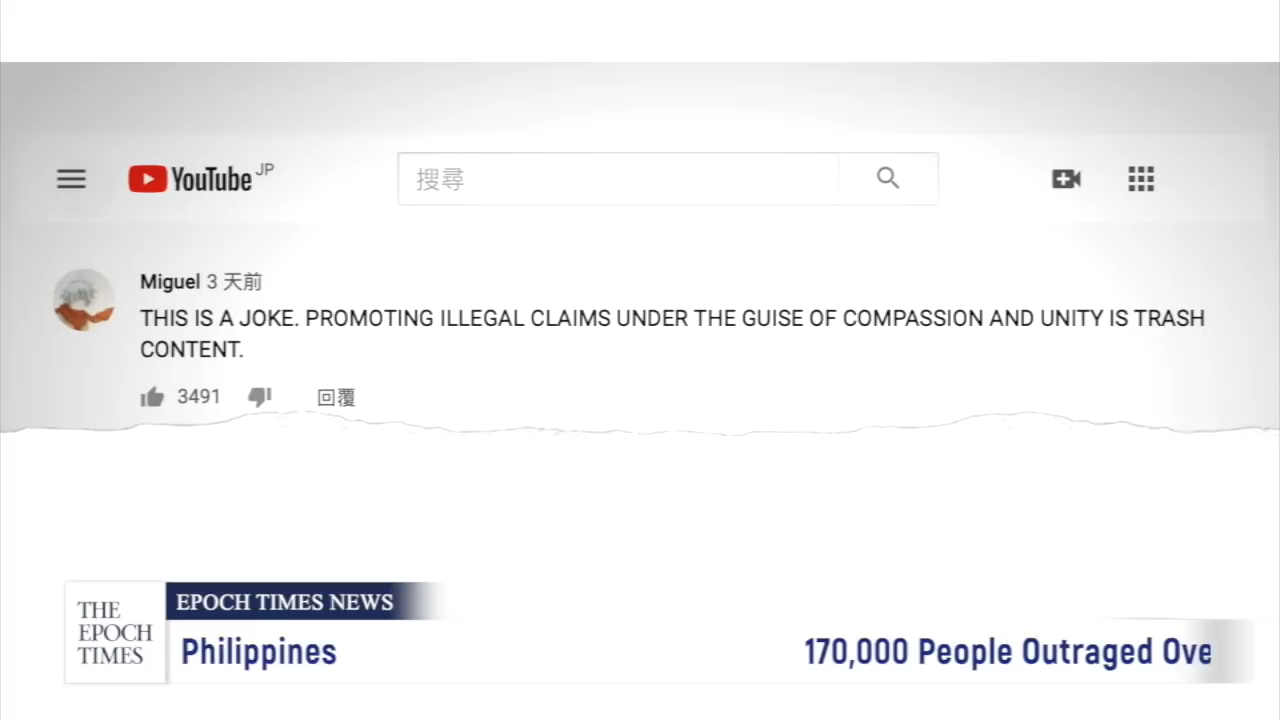 YouTube JP
搜尋
Miguel 3 天前
THIS IS A JOKE. PROMOTING ILLEGAL CLAIMS UNDER THE GUISE OF COMPASSION AND UNITY IS TRASH
CONTENT.
3491 回覆
THE
EPOCH
TIMES
EPOCH TIMES NEWS
Philippines 170,000 People Outraged Ove